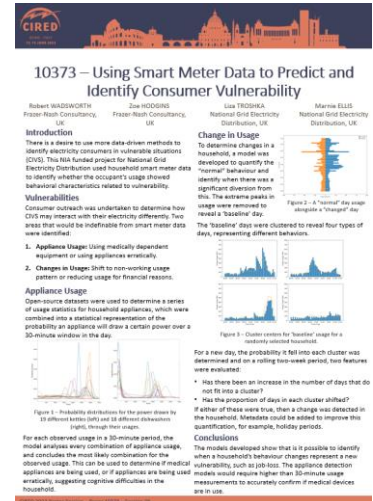 CIRED
10373 – Using Smart Meter Data to Predict and
Identify Consumer Vulnerability
Robert WADSWORTH
Frazer-Nash Consultancy,
UK
Zoe HODGINS
Frazer-Nash Consultancy,
UK
Lisa TROSHKA
National Grid Electricity
Distribution, UK
Marnie ELLIS
National Grid Electricity
Distribution, UK
Introduction
There is a desire to use more data-driven methods to
identify electricity consumers in vulnerable situations
(CIVS). This NIA funded project for National Grid
Electricity Distribution used household smart meter data
to identify whether the occupant's usage showed
behavioral characteristics related to vulnerability.
Vulnerabilities
Consumer outreach was undertaken to determine how
CIVS may interact with their electricity differently. Two
areas that would be indefinable from smart meter data
were identified:
1. Appliance Usage: Using medically dependent
equipment or using appliances erratically.
2. Changes in Usage: Shift to non-working usage
pattern or reducing usage for financial reasons.
Appliance Usage
Open-source datasets were used to determine a series
of usage statistics for household appliances, which were
combined into a statistical representation of the
probability an appliance will draw a certain power over a
30-minute window in the day.
Figure 1 – Probability distributions for the power drawn by
19 different kettles (left) and 18 different dishwashers
(right), through their usages.
For each observed usage in a 30-minute period, the
model analyses every combination of appliance usage,
and concludes the most likely combination for the
observed usage. This can be used to determine if medical
appliances are being used, or if appliances are being used
erratically, suggesting cognitive difficulties in the
household.
Change in Usage
To determine changes in a
household, a model was
developed to quantify the
"normal" behaviour and
identify when there was a
significant diversion from
this. The extreme peaks in
usage were removed to
reveal a 'baseline' day.
Figure 2 – A "normal" day usage
alongside a "changed" day
The 'baseline' days were clustered to reveal four types of
days, representing different behaviors.
Figure 3 – Cluster centers for 'baseline' usage for a
randomly selected household.
For a new day, the probability it fell into each cluster was
determined and on a rolling two-week period, two features
were evaluated:
• Has there been an increase in the number of days that do
not fit into a cluster?
• Has the proportion of days in each cluster shifted?
If either of these were true, then a change was detected in
the household. Metadata could be added to improve this
quantification, for example, holiday periods.
Conclusions
The models developed show that it is possible to identify
when a household's behaviour changes represent a new
vulnerability, such as job-loss. The appliance detection
models would require higher than 30-minute usage
measurements to accurately confirm if medical devices
are in use.